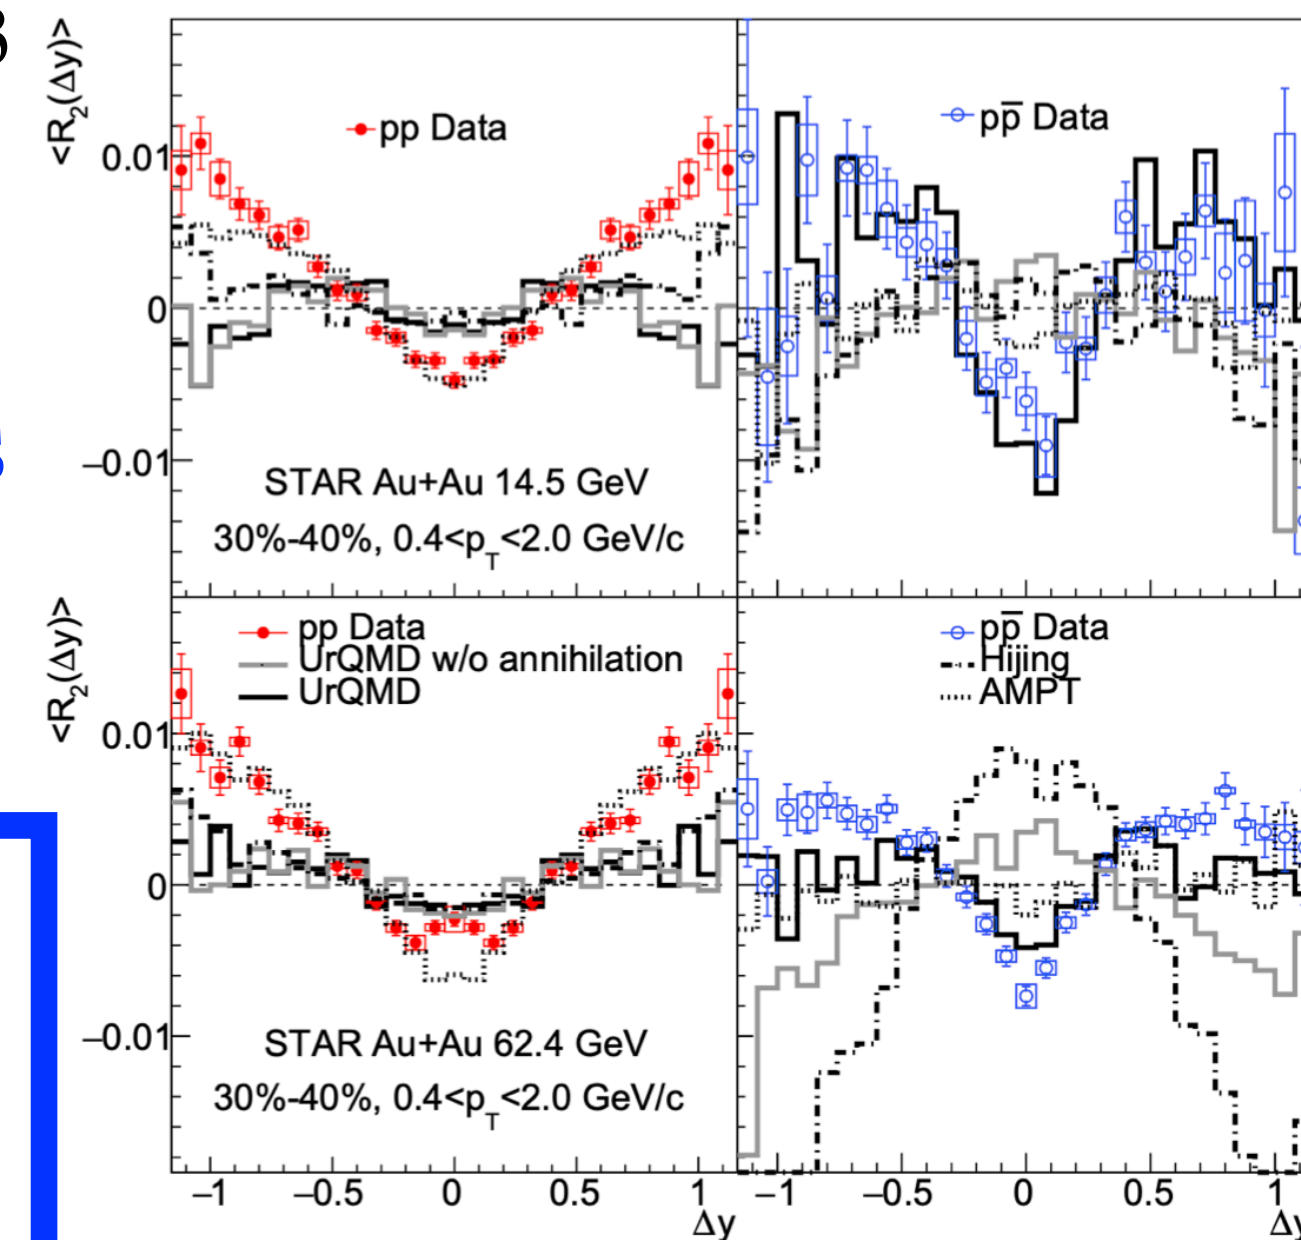 <R2(Δy)>
pp Data
pp̅ Data
0.01
0
−0.01
STAR Au+Au 14.5 GeV
30%-40%, 0.4<pT<2.0 GeV/c
<R2(Δy)>
pp Data
UrQMD w/o annihilation
UrQMD
pp̅ Data
Hijing
AMPT
0.01
0
−0.01
STAR Au+Au 62.4 GeV
30%-40%, 0.4<pT<2.0 GeV/c
−1 −0.5 0 0.5 1
Δy
−1 −0.5 0 0.5 1